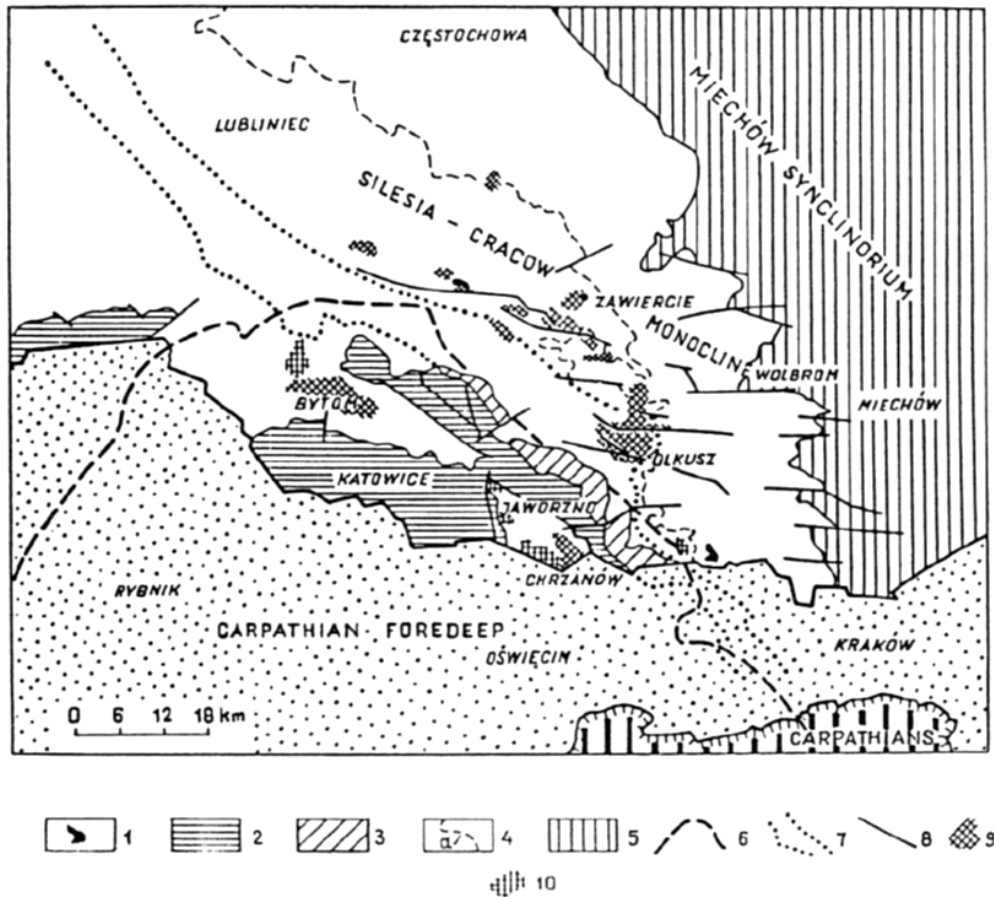 CZĘSTOCHOWA
MIECHÓW SYNCLINORIUM
LUBLINIEC
SILESIA - CRACOW
ZAWIERCIE
MONOCLIN
WOLBROM
MIECHÓW
BYTOM
OLKUSZ
KATOWICE
JAWORZNO
CHRZANÓW
RYBNIK
CARPATHIAN FOREDEEP
OŚWIĘCIM
KRAKÓW
0 6 12 18 km
CARPATHIANS
1 2 3 a 4 5 6 7 8 9
10